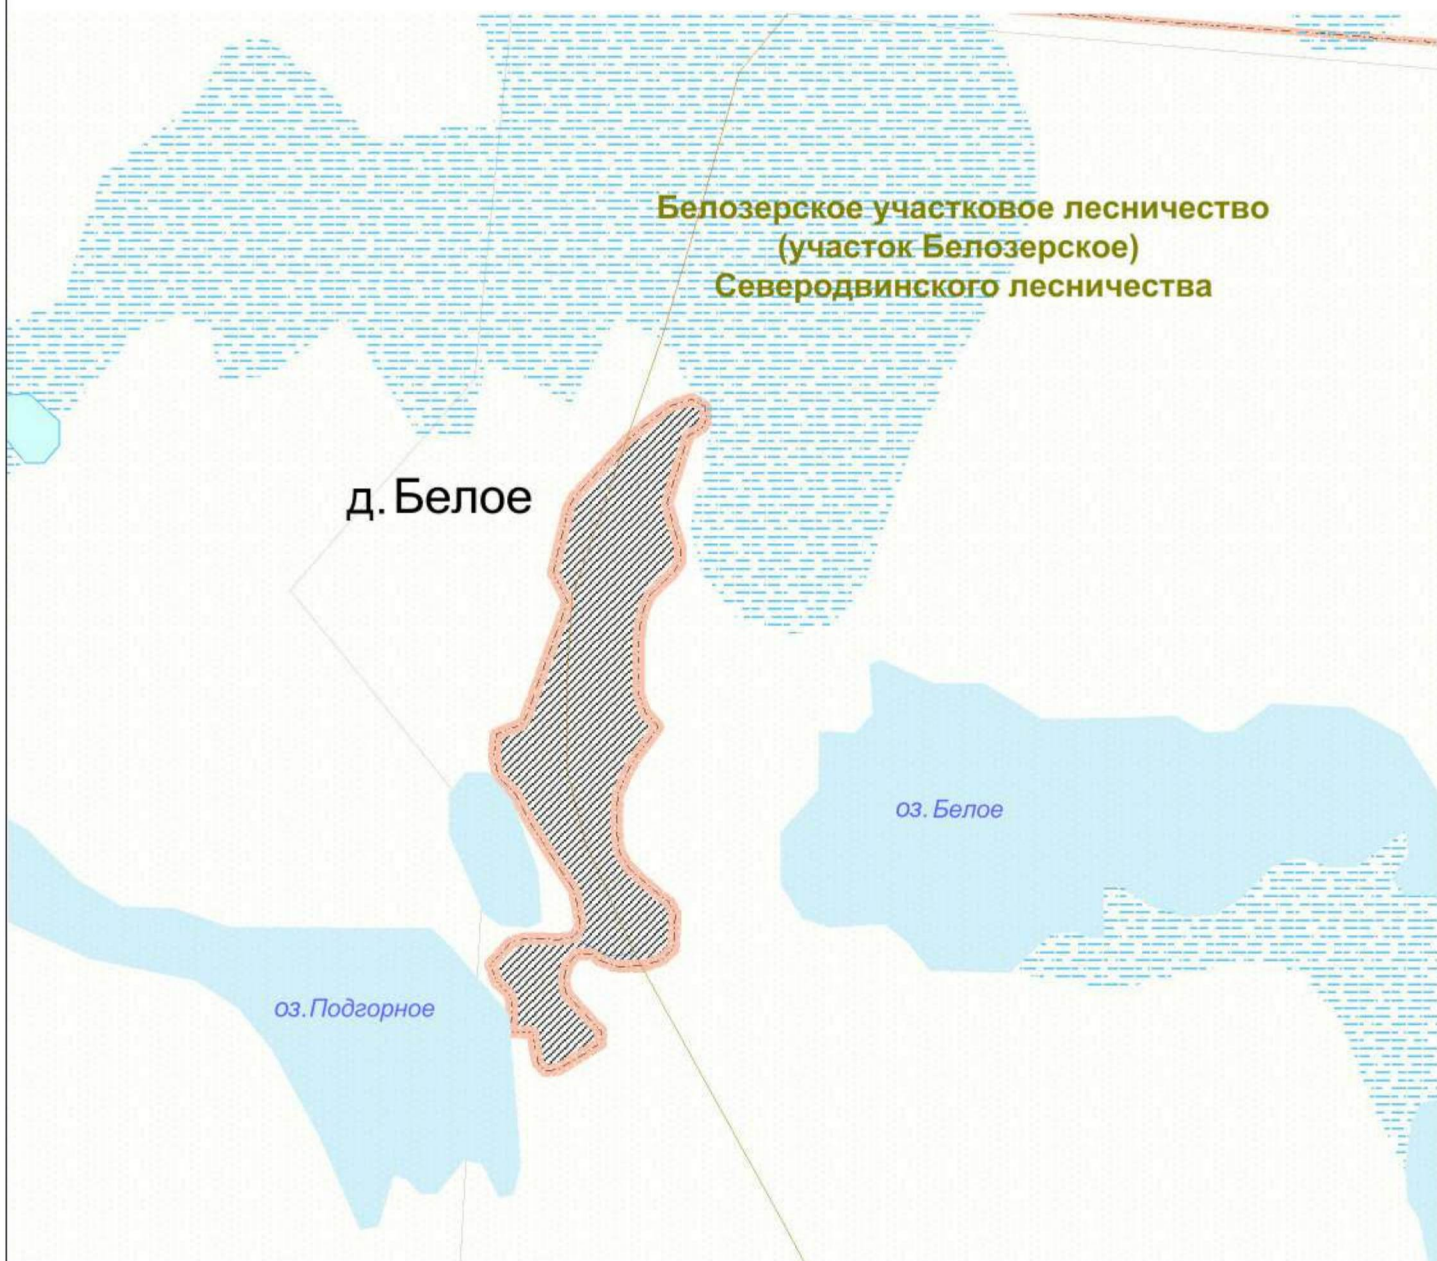 Белозерское участковое лесничество
(участок Белозерское)
Северодвинского лесничества
д. Белое
оз. Белое
оз.Подгорное